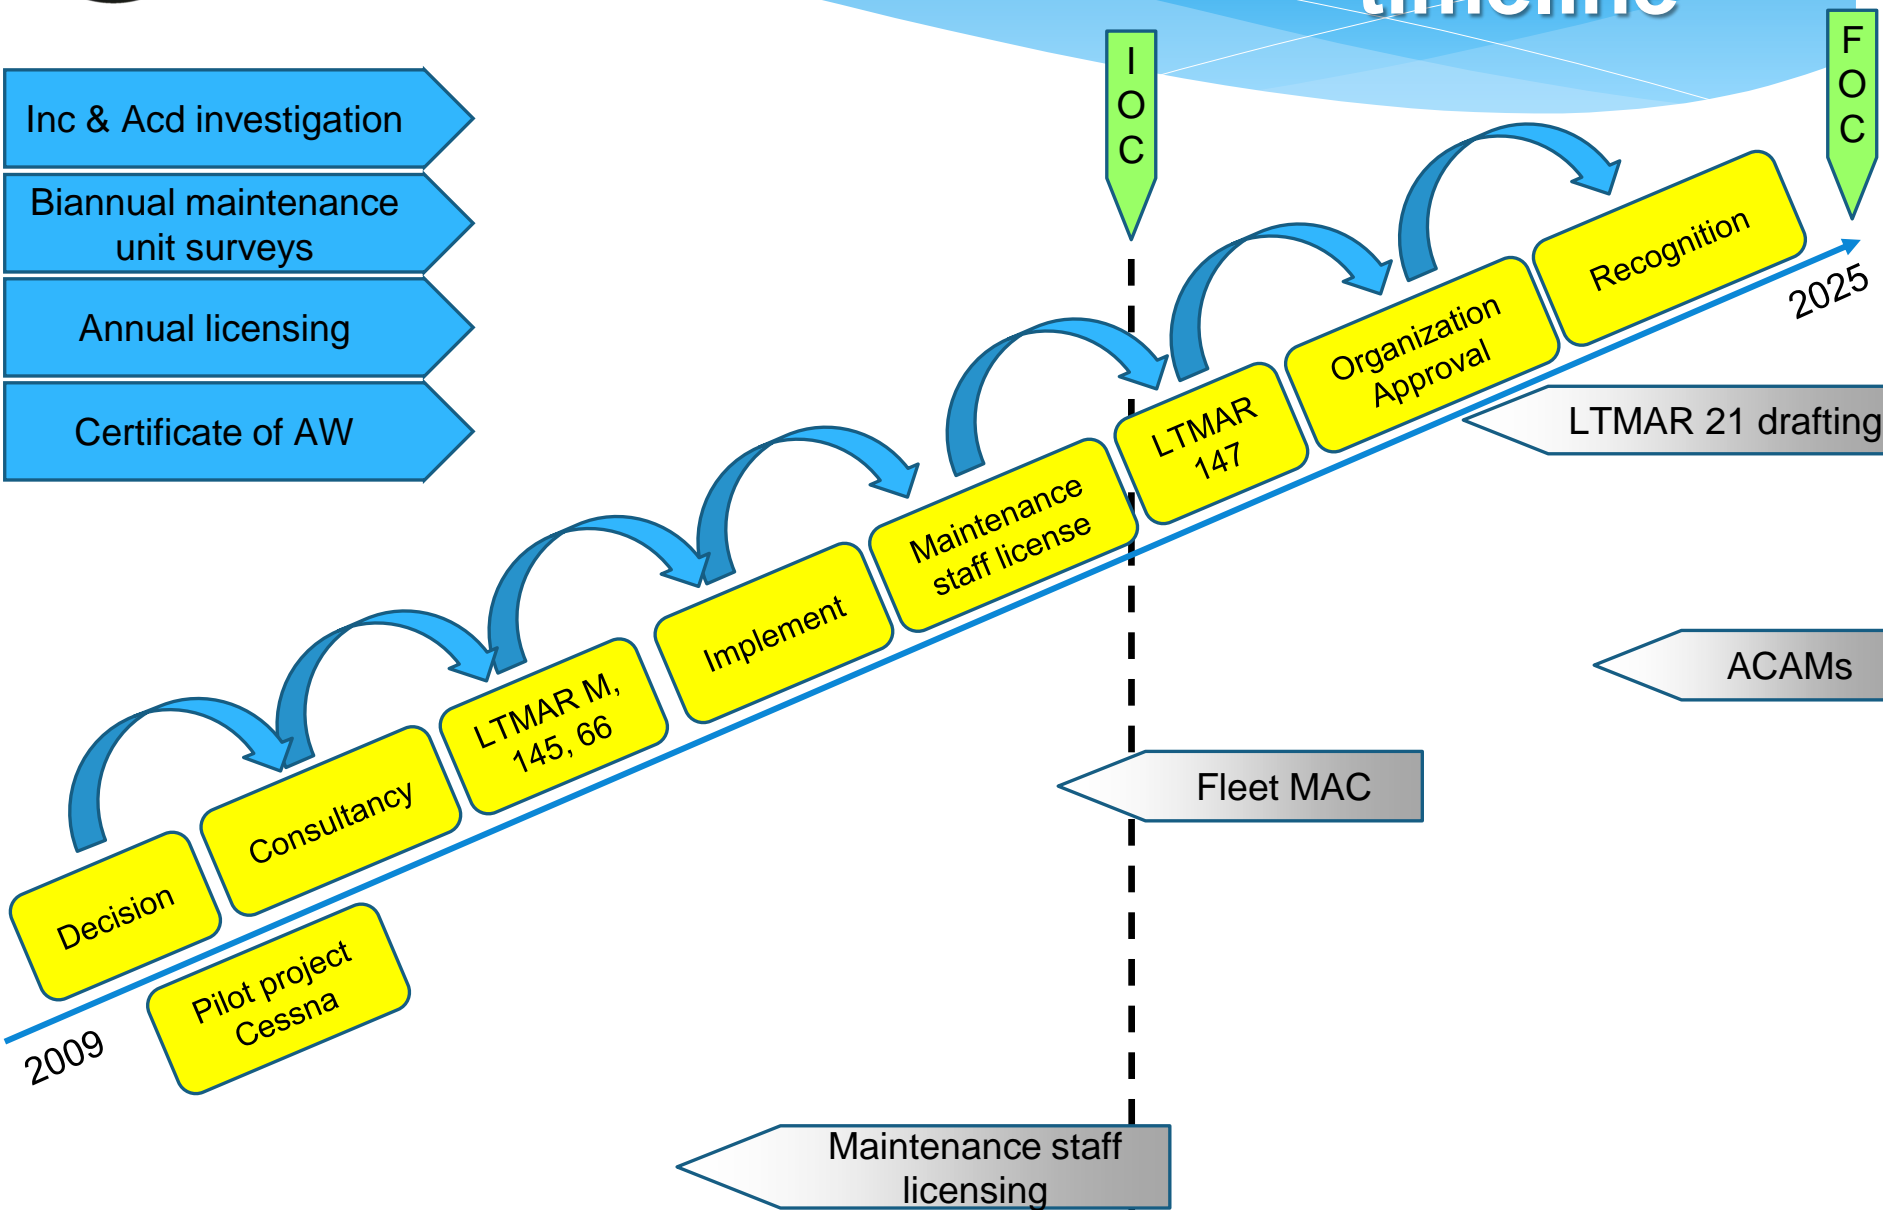 timeline
I
O
C
F
O
C
Inc & Acd investigation
Biannual maintenance
unit surveys
Annual licensing
Certificate of AW
Recognition
2025
Organization
Approval
LTMAR
147
LTMAR 21 drafting
Maintenance
staff license
Implement
ACAMs
LTMAR M,
145, 66
Fleet MAC
Consultancy
Decision
Pilot project
Cessna
2009
Maintenance staff
licensing